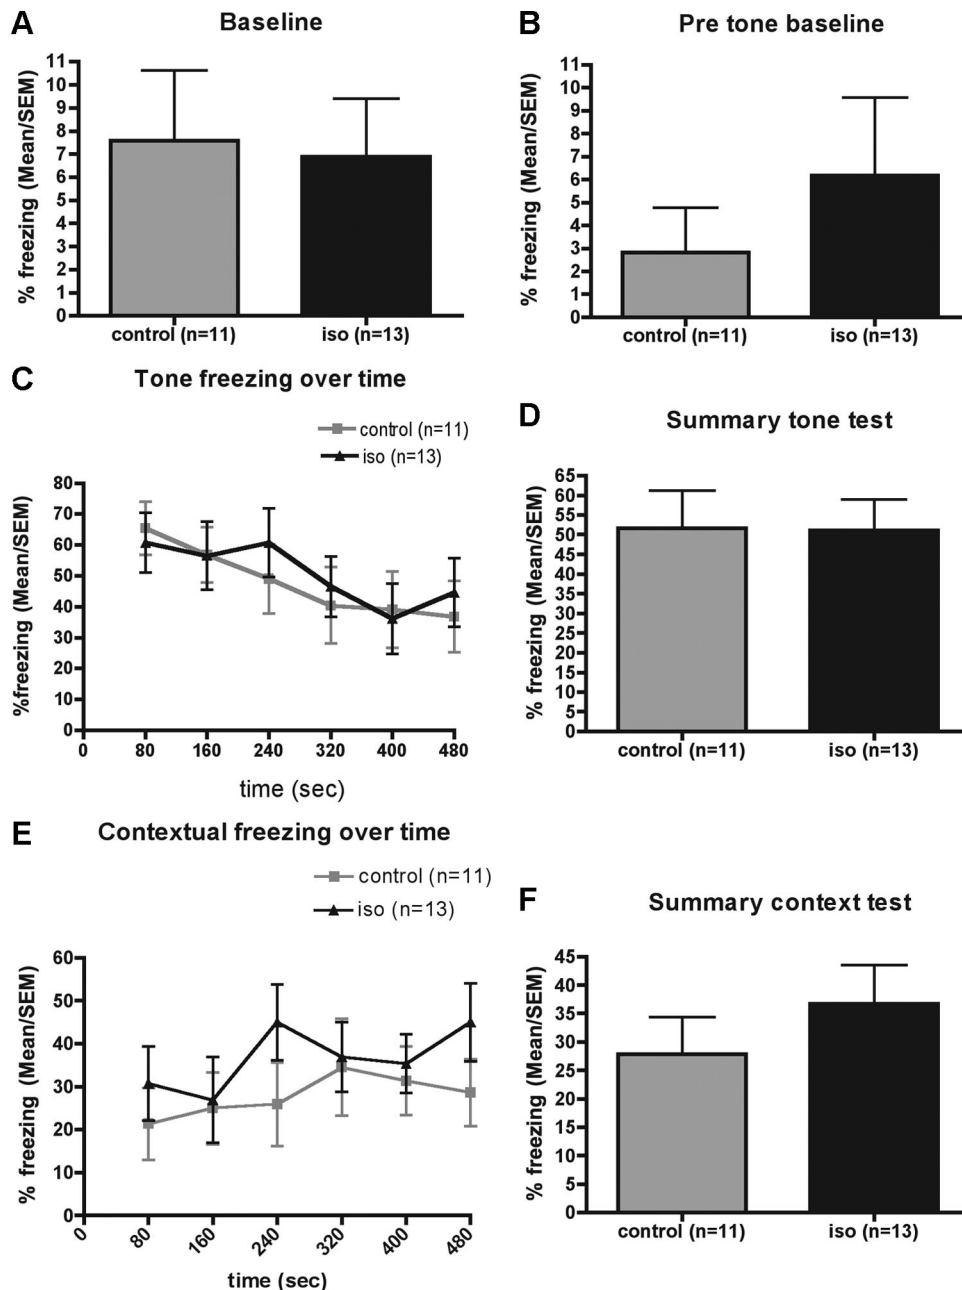 A
Baseline
% freezing (Mean/SEM)
11
10
9
8
7
6
5
4
3
2
1
0
control (n=11)
iso (n=13)
B
Pre tone baseline
% freezing (Mean/SEM)
11
10
9
8
7
6
5
4
3
2
1
0
control (n=11)
iso (n=13)
C
Tone freezing over time
control (n=11)
iso (n=13)
%freezing (Mean/SEM)
80
70
60
50
40
30
20
10
0
0 80 160 240 320 400 480
time (sec)
D
Summary tone test
% freezing (Mean/SEM)
65
60
55
50
45
40
35
30
25
20
15
10
5
0
control (n=11)
iso (n=13)
E
Contextual freezing over time
control (n=11)
iso (n=13)
% freezing (Mean/SEM)
60
50
40
30
20
10
0
0 80 160 240 320 400 480
time (sec)
F
Summary context test
% freezing (Mean/SEM)
45
40
35
30
25
20
15
10
5
0
control (n=11)
iso (n=13)